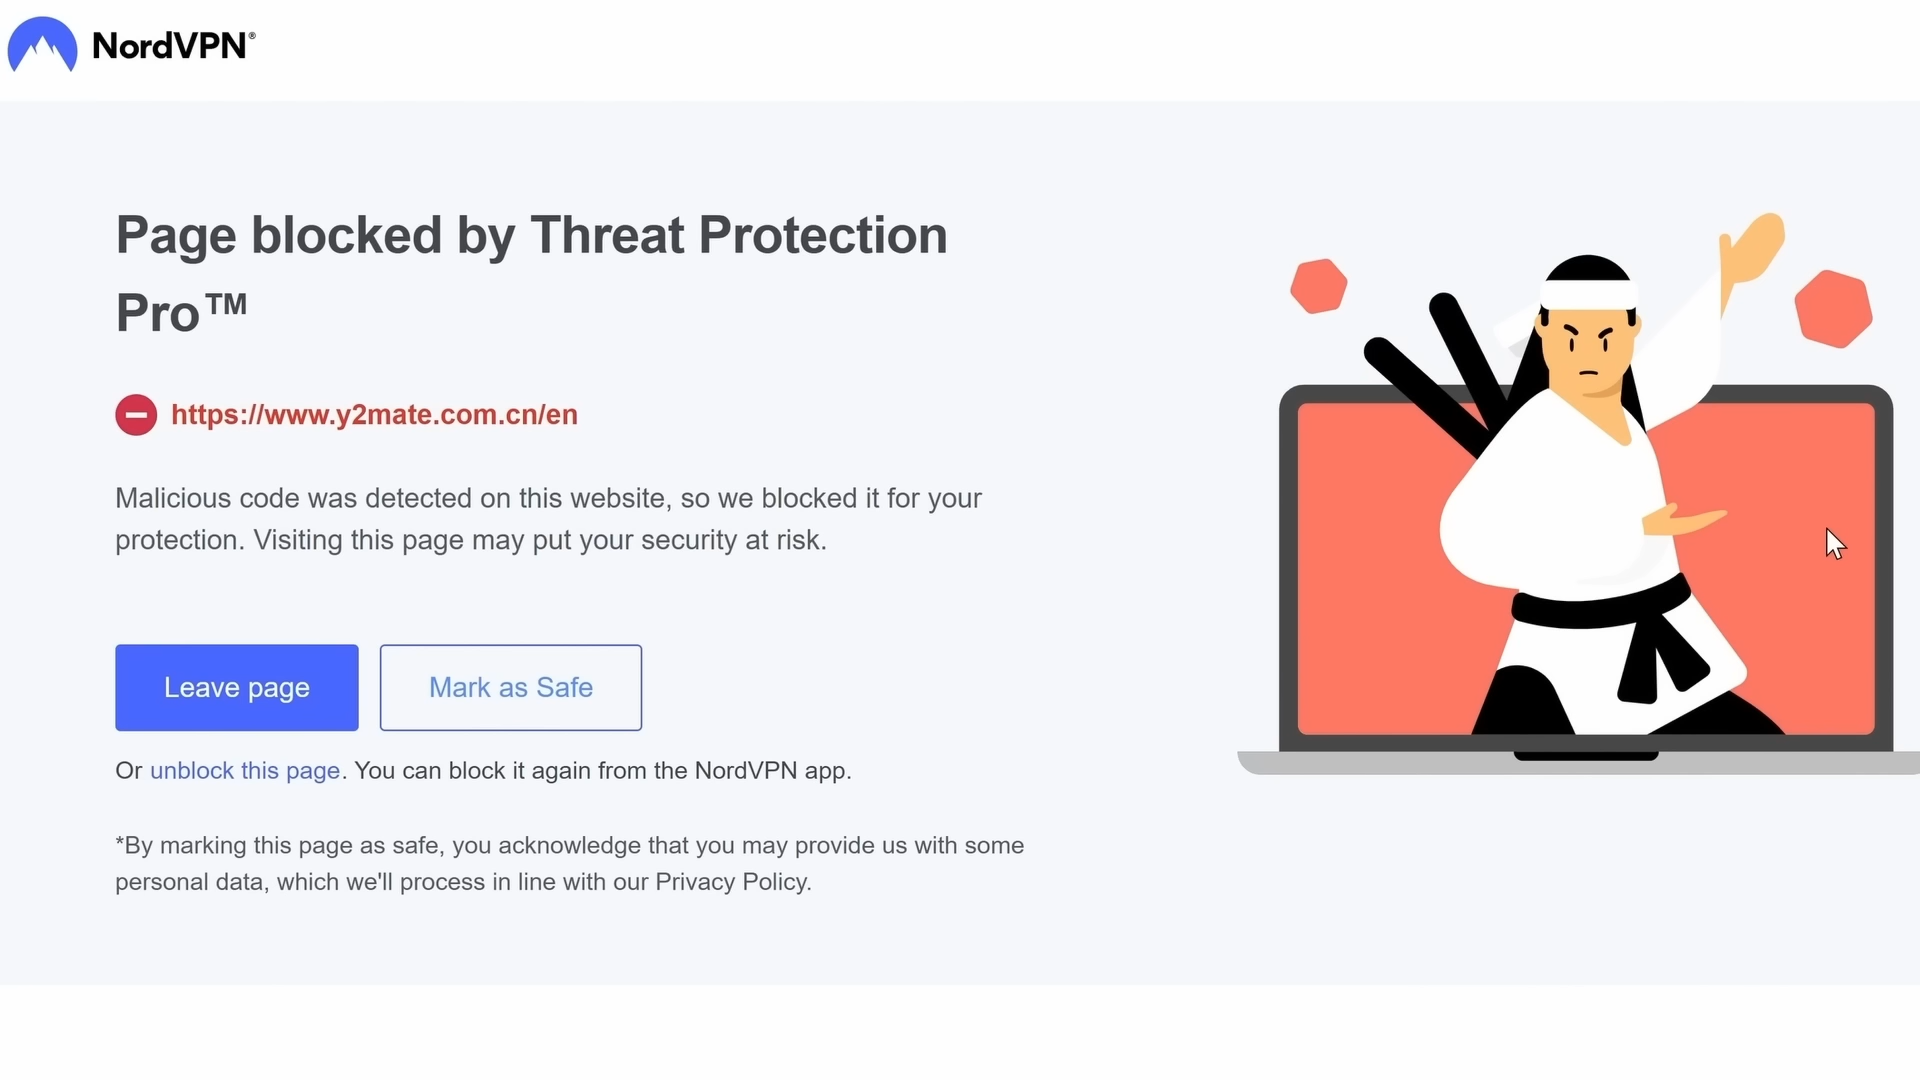 NordVPN®
Page blocked by Threat Protection
Pro™
https://www.y2mate.com.cn/en
Malicious code was detected on this website, so we blocked it for your
protection. Visiting this page may put your security at risk.
Leave page
Mark as Safe
Or unblock this page. You can block it again from the NordVPN app.
*By marking this page as safe, you acknowledge that you may provide us with some
personal data, which we'll process in line with our Privacy Policy.